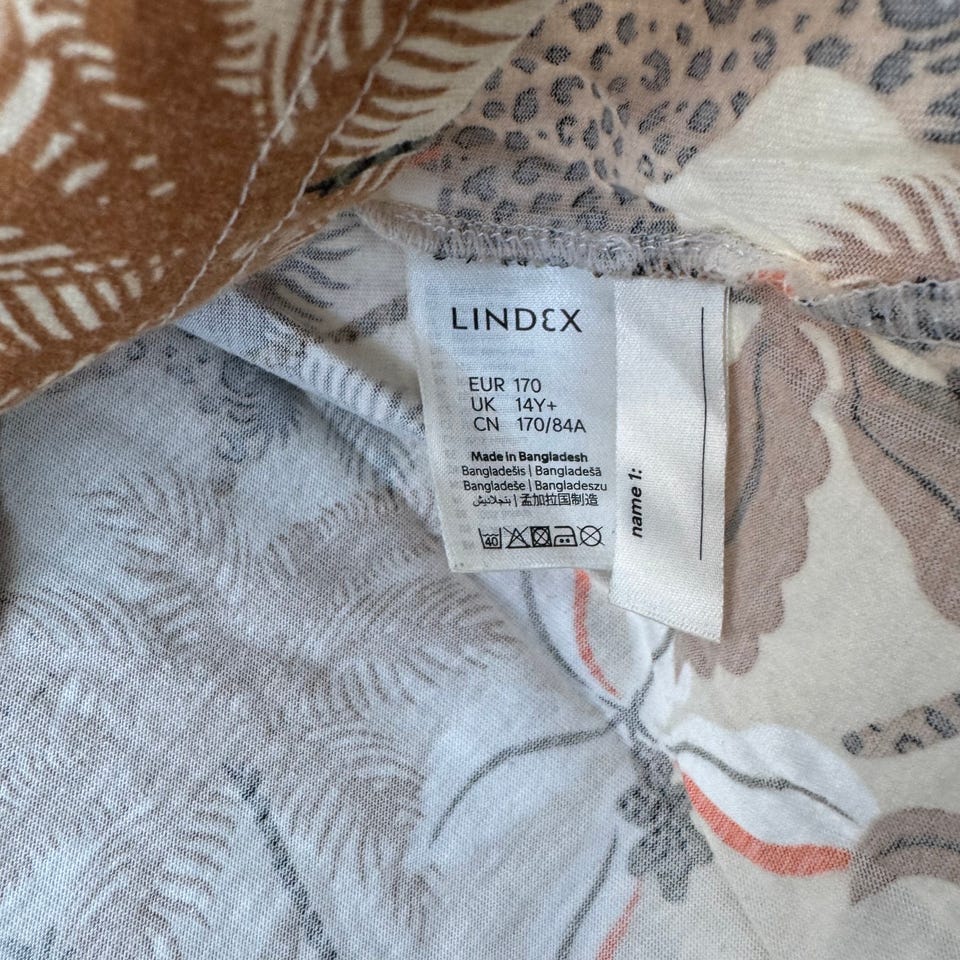 LINDEX
EUR 170
UK 14Y+
CN 170/84A
Made in Bangladesh
Bangladešis | Bangladešā
Bangladeše | Bangladeszu
بنجلاديش | 孟加拉国制造
40
name 1: